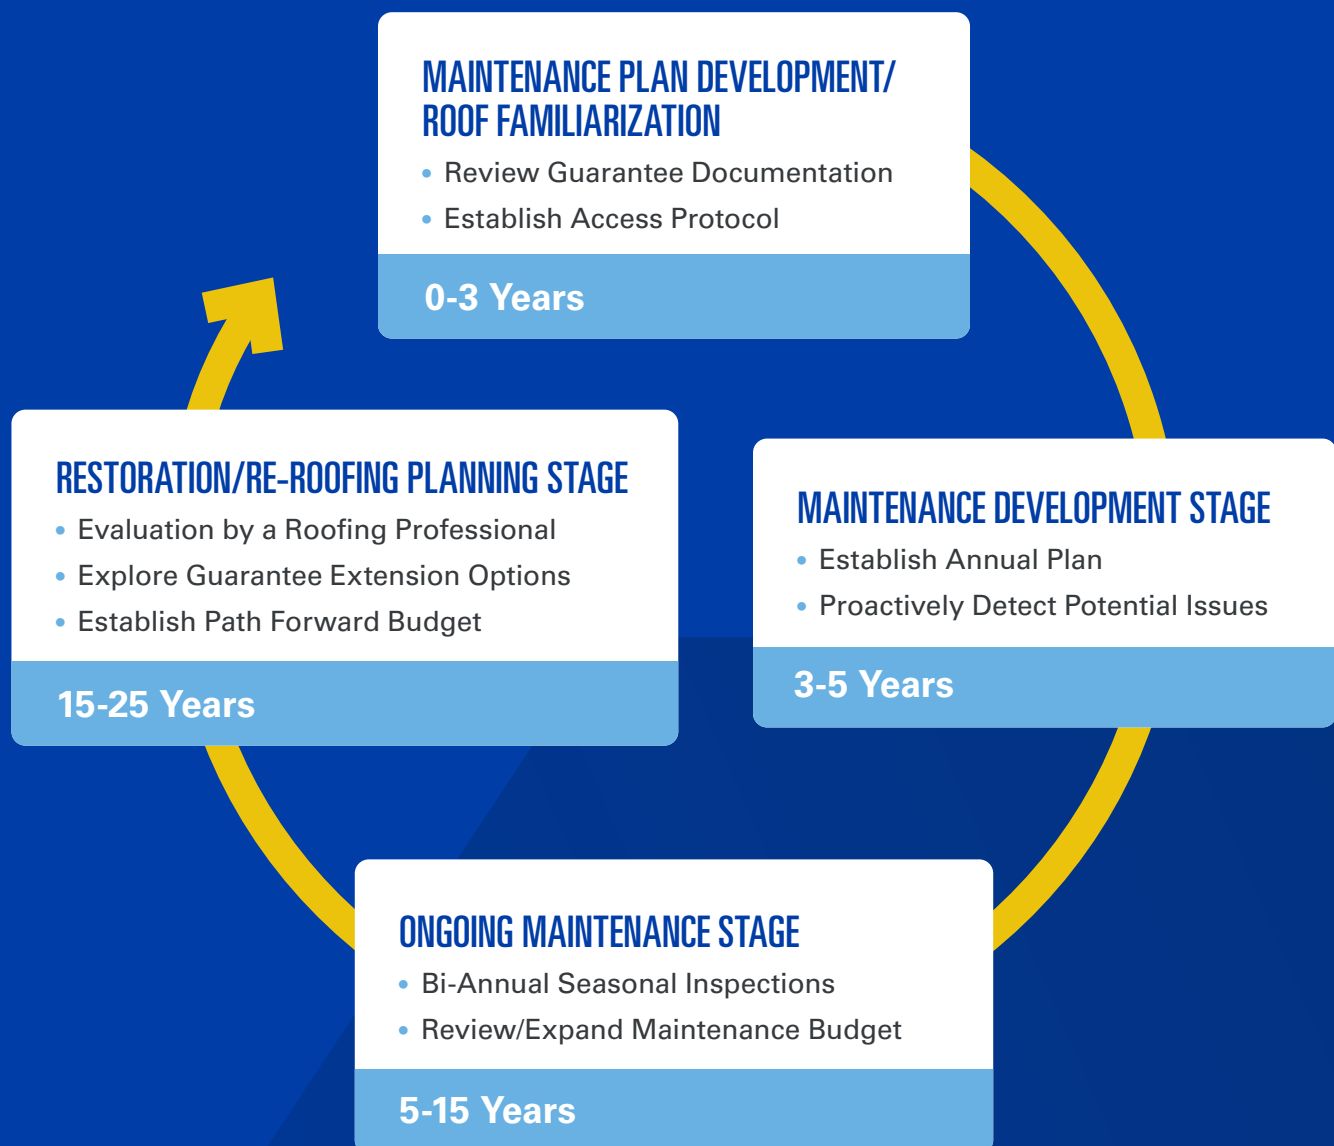 MAINTENANCE PLAN DEVELOPMENT/
ROOF FAMILIARIZATION
• Review Guarantee Documentation
• Establish Access Protocol
0-3 Years
MAINTENANCE DEVELOPMENT STAGE
• Establish Annual Plan
• Proactively Detect Potential Issues
3-5 Years
ONGOING MAINTENANCE STAGE
• Bi-Annual Seasonal Inspections
• Review/Expand Maintenance Budget
5-15 Years
RESTORATION/RE-ROOFING PLANNING STAGE
• Evaluation by a Roofing Professional
• Explore Guarantee Extension Options
• Establish Path Forward Budget
15-25 Years